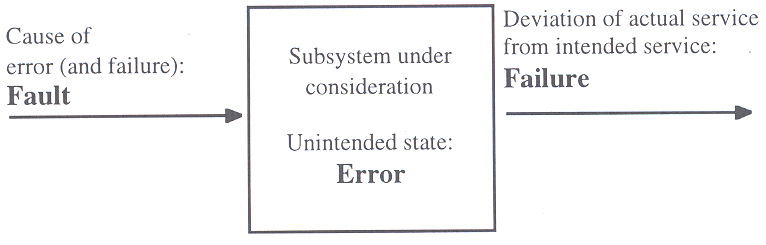 Cause of
error (and failure):
Fault
Subsystem under
consideration
Unintended state:
Error
Deviation of actual service
from intended service:
Failure